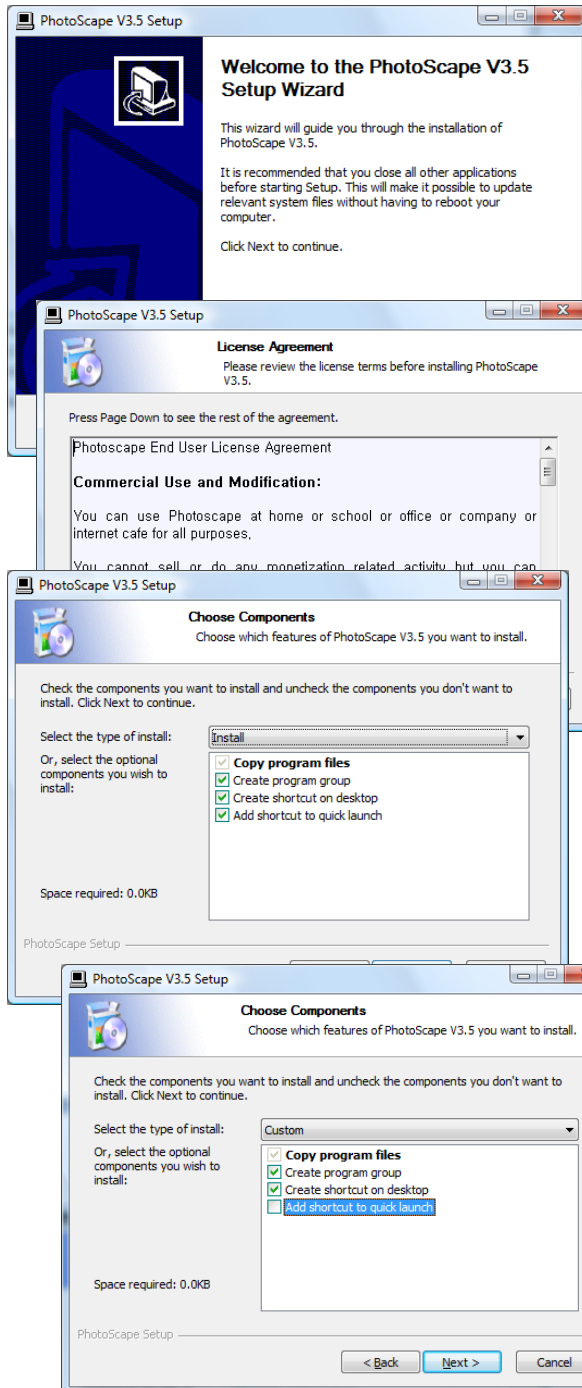 PhotoScape V3.5 Setup
Welcome to the PhotoScape V3.5
Setup Wizard
This wizard will guide you through the installation of
PhotoScape V3.5.
It is recommended that you close all other applications
before starting Setup. This will make it possible to update
relevant system files without having to reboot your
computer.
Click Next to continue.
PhotoScape V3.5 Setup
License Agreement
Please review the license terms before installing PhotoScape
V3.5.
Press Page Down to see the rest of the agreement.
Photoscape End User License Agreement
Commercial Use and Modification:
You can use Photoscape at home or school or office or company or
internet cafe for all purposes,
You cannot sell or do any monetization related activity but you can
PhotoScape V3.5 Setup
Choose Components
Choose which features of PhotoScape V3.5 you want to install.
Check the components you want to install and uncheck the components you don't want to
install. Click Next to continue.
Select the type of install:
Install
Or, select the optional
components you wish to
install:
Copy program files
Create program group
Create shortcut on desktop
Add shortcut to quick launch
Space required: 0.0KB
PhotoScape Setup
PhotoScape V3.5 Setup
Choose Components
Choose which features of PhotoScape V3.5 you want to install.
Check the components you want to install and uncheck the components you don't want to
install. Click Next to continue.
Select the type of install:
Custom
Or, select the optional
components you wish to
install:
Copy program files
Create program group
Create shortcut on desktop
Add shortcut to quick launch
Space required: 0.0KB
PhotoScape Setup
< Back
Next >
Cancel